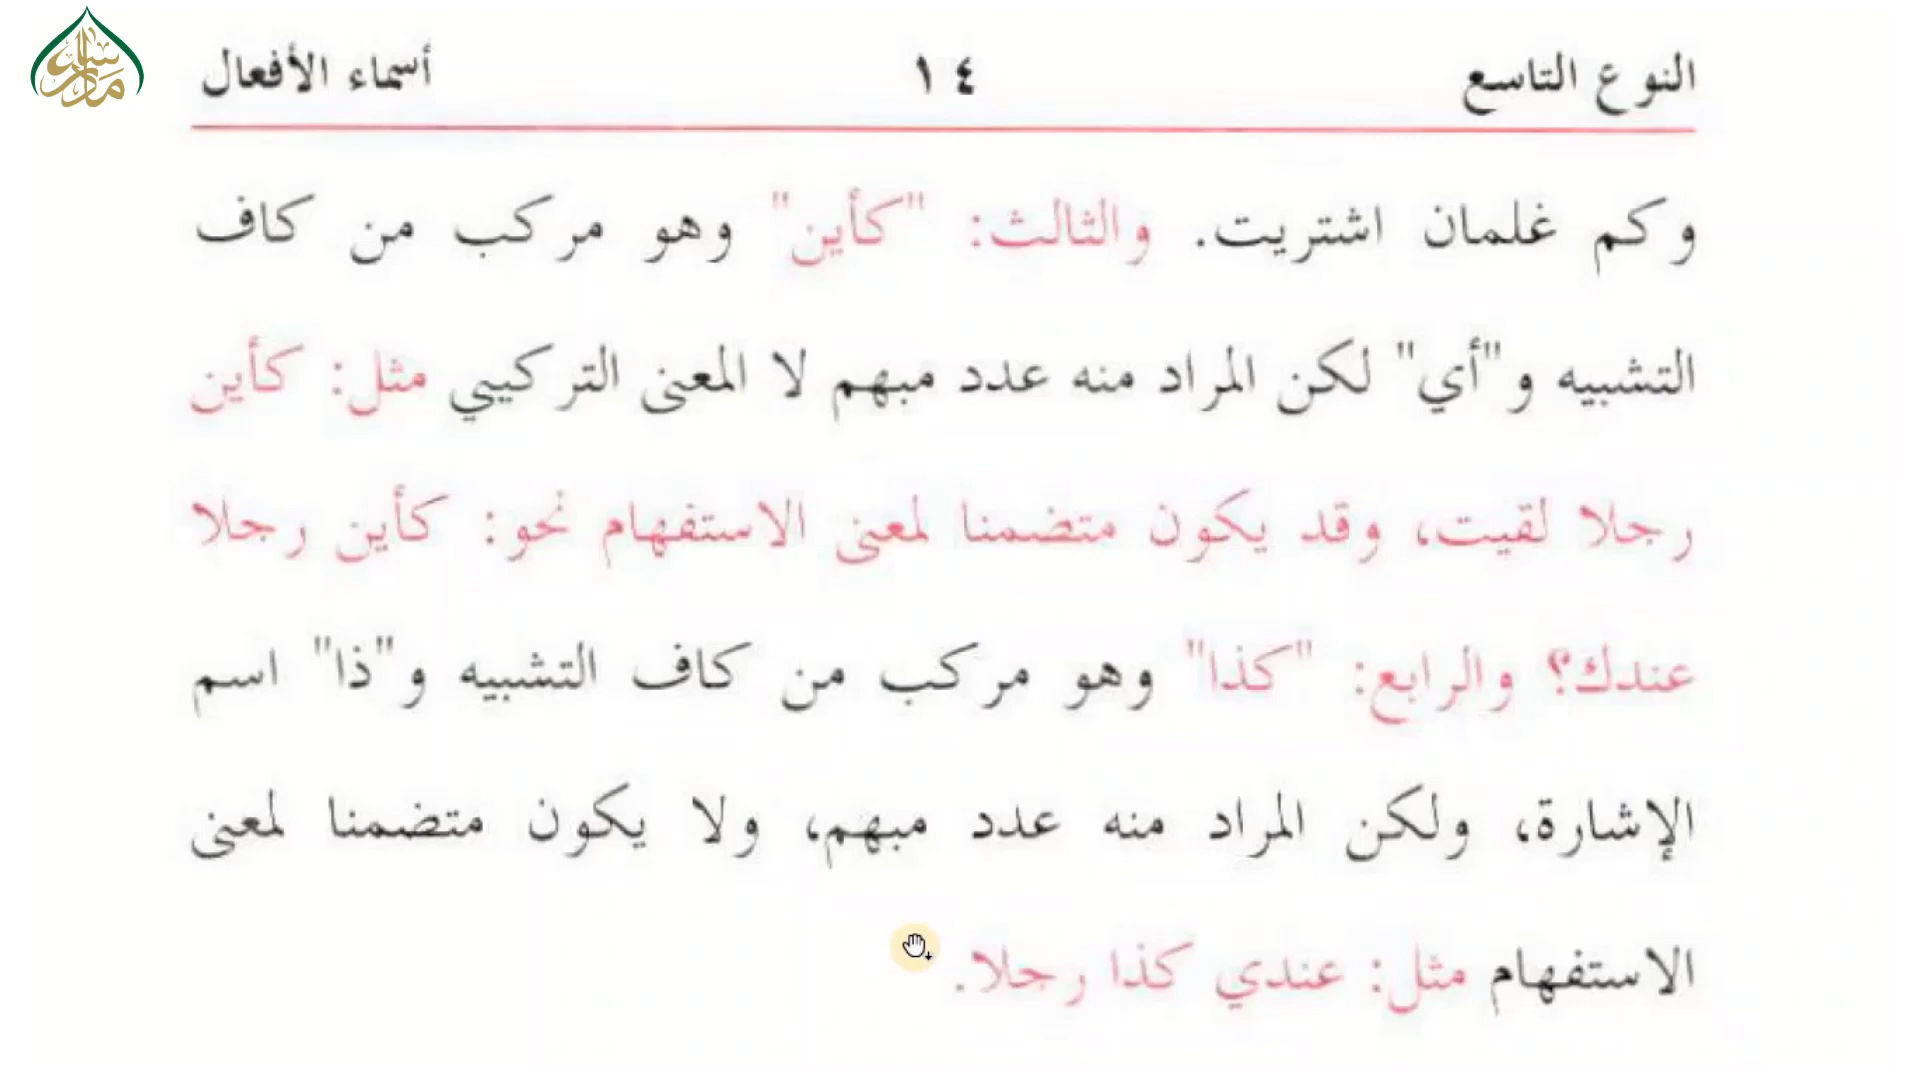 النوع التاسع ١٤ أسماء الأفعال
وكم غلمان اشتريت. والثالث: "كأين" وهو مركب من كاف
التشبيه و"أي" لكن المراد منه عدد مبهم لا المعنى التركيبي مثل: كأين
رجلا لقيت، وقد يكون متضمنا لمعنى الاستفهام نحو: كأين رجلا
عندك؟ والرابع: "كذا" وهو مركب من كاف التشبيه و"ذا" اسم
الإشارة، ولكن المراد منه عدد مبهم، ولا يكون متضمنا لمعنى
الاستفهام مثل: عندي كذا رجلا.